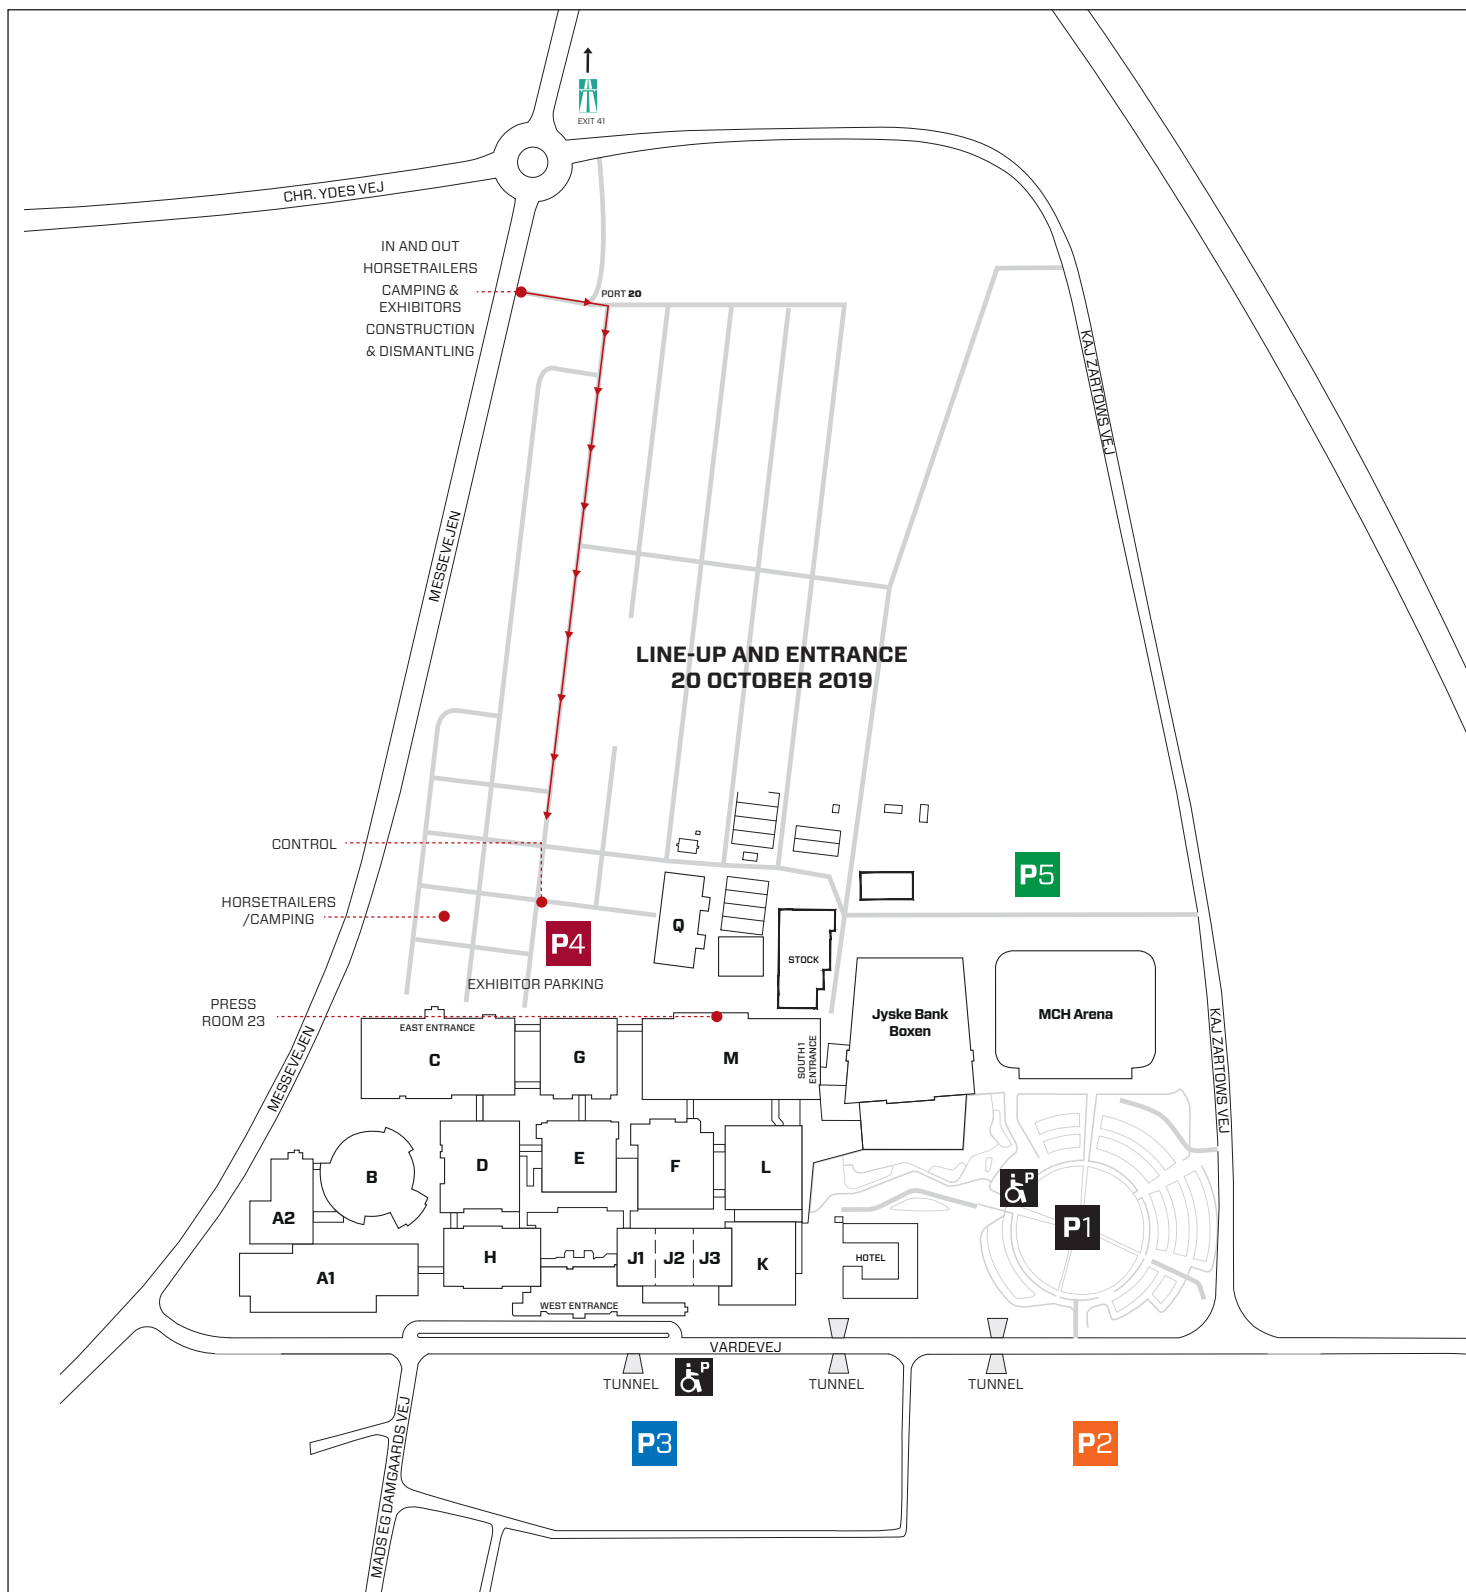 EXIT 41
CHR. YDES VEJ
IN AND OUT
HORSETRAILERS
CAMPING &
EXHIBITORS
CONSTRUCTION
& DISMANTLING
PORT 20
KAJ ZARTOWS VEJ
MESSEVEJEN
LINE-UP AND ENTRANCE
20 OCTOBER 2019
CONTROL
P5
HORSETRAILERS
/CAMPING
P4
Q
STOCK
EXHIBITOR PARKING
PRESS
ROOM 23
EAST ENTRANCE
C
G
M
SOUTH 1
ENTRANCE
Jyske Bank
Boxen
MCH Arena
MESSEVEJEN
KAJ ZARTOWS VEJ
B
D
E
F
L
P
A2
P1
A1
H
J1
J2
J3
K
HOTEL
WEST ENTRANCE
VARDEVEJ
TUNNEL
P
TUNNEL
TUNNEL
P3
P2
MADS EG DAMGAARDS VEJ